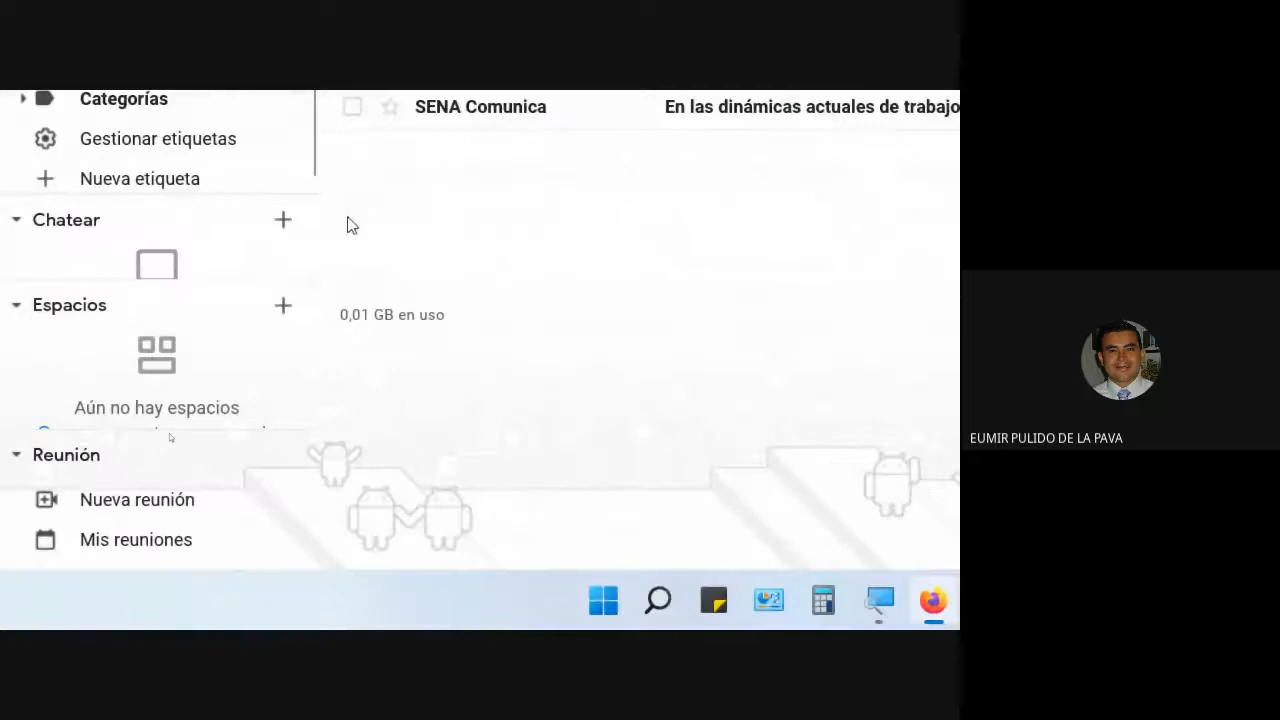 Categorías
SENA Comunica En las dinámicas actuales de trabajo
Gestionar etiquetas
Nueva etiqueta
Chatear
Espacios
0,01 GB en uso
Aún no hay espacios
Reunión
Nueva reunión
Mis reuniones
EUMIR PULIDO DE LA PAVA